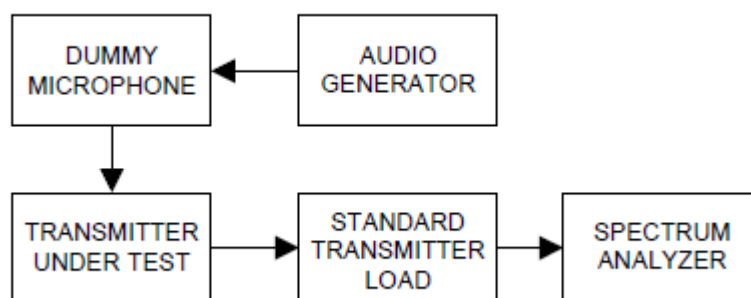 DUMMY
MICROPHONE
AUDIO
GENERATOR
TRANSMITTER
UNDER TEST
STANDARD
TRANSMITTER
LOAD
SPECTRUM
ANALYZER